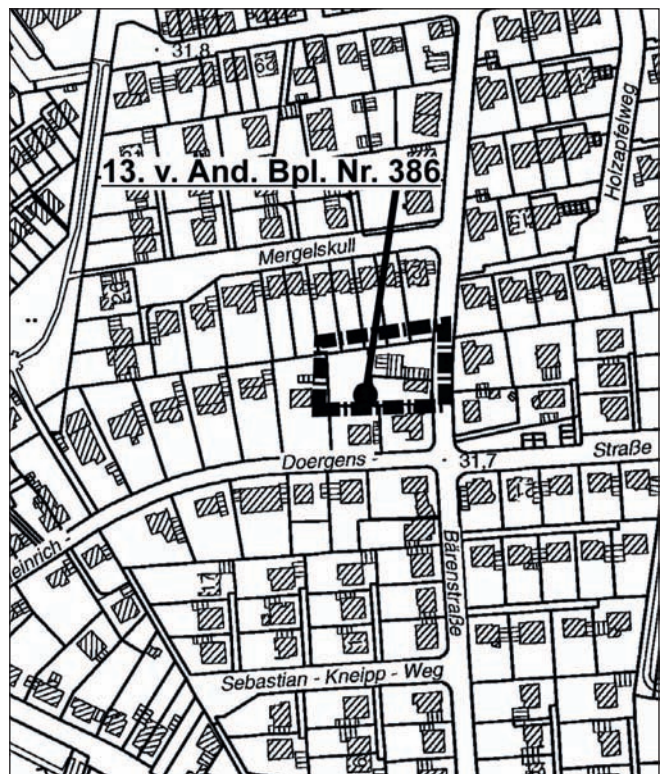 31,8
63
13. v. Änd. Bpl. Nr. 386
Holzapfelweg
Mergelskull
Doergens -
31,7
Straße
einrich -
Bärenstraße
17
Sebastian - Kneipp - Weg